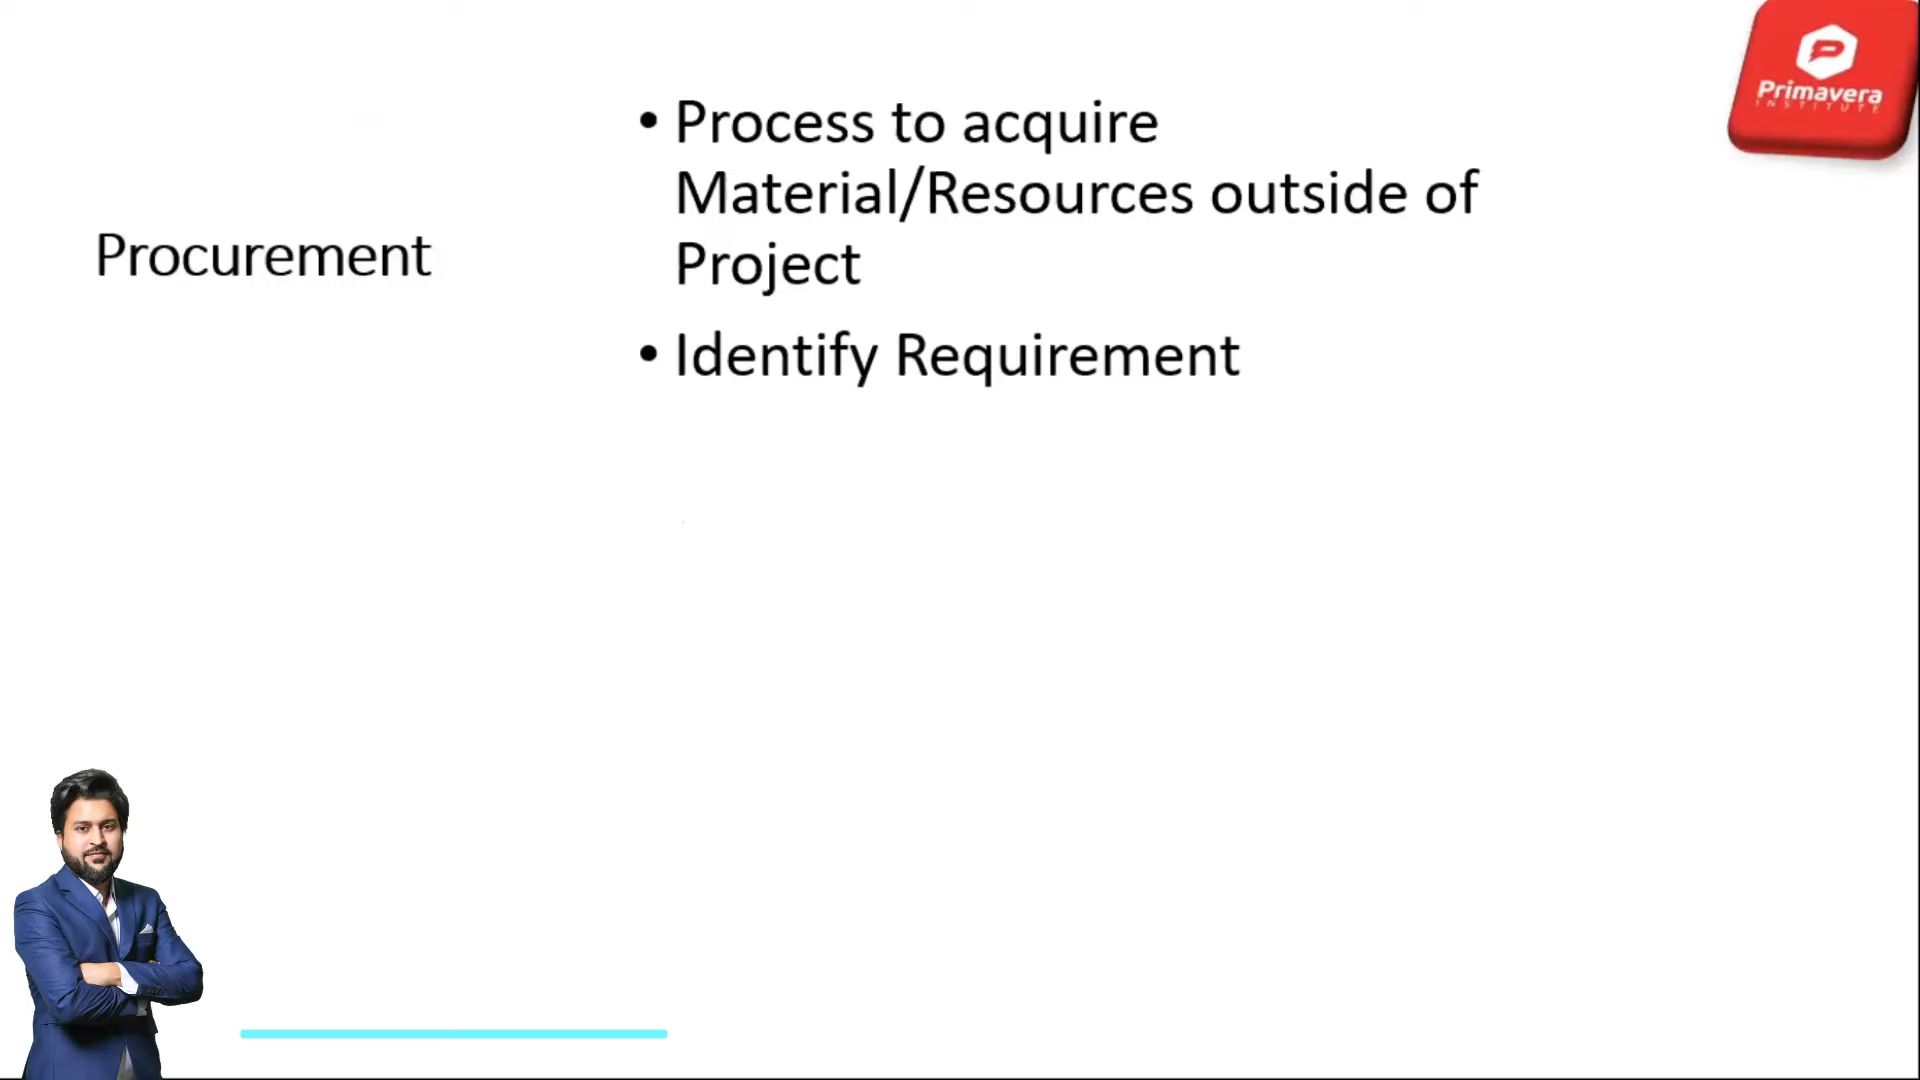 Procurement
• Process to acquire
Material/Resources outside of
Project
• Identify Requirement
Primavera
INSTITUTE